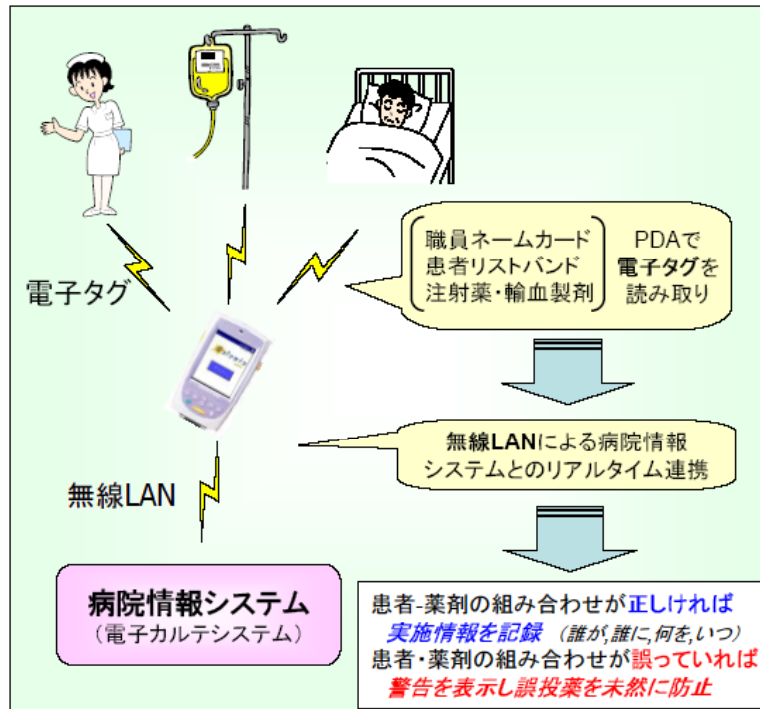 職員ネームカード
患者リストバンド
注射薬・輸血製剤
PDAで
電子タグを
読み取り
電子タグ
無線LANによる病院情報
システムとのリアルタイム連携
無線LAN
病院情報システム
（電子カルテシステム）
患者-薬剤の組み合わせが正しければ
実施情報を記録 （誰が,誰に,何を,いつ）
患者・薬剤の組み合わせが誤っていれば
警告を表示し誤投薬を未然に防止